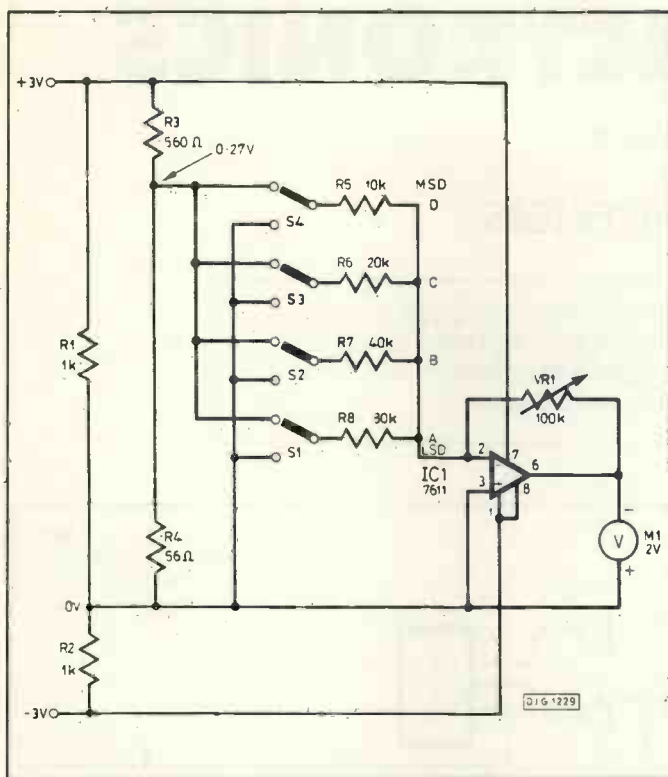 +3V
R3
560 Ω
0·27V
R5 10k
MSD
D
S4
R6 20k
C
S3
R1
1k
R7 40k
B
S2
VR1
100k
R8 80k
A
LSD
S1
2
7
6
IC1
7611
3
8
1
-
V
M1
2V
+
R4
56Ω
0V
R2
1k
-3V
DIG 1229